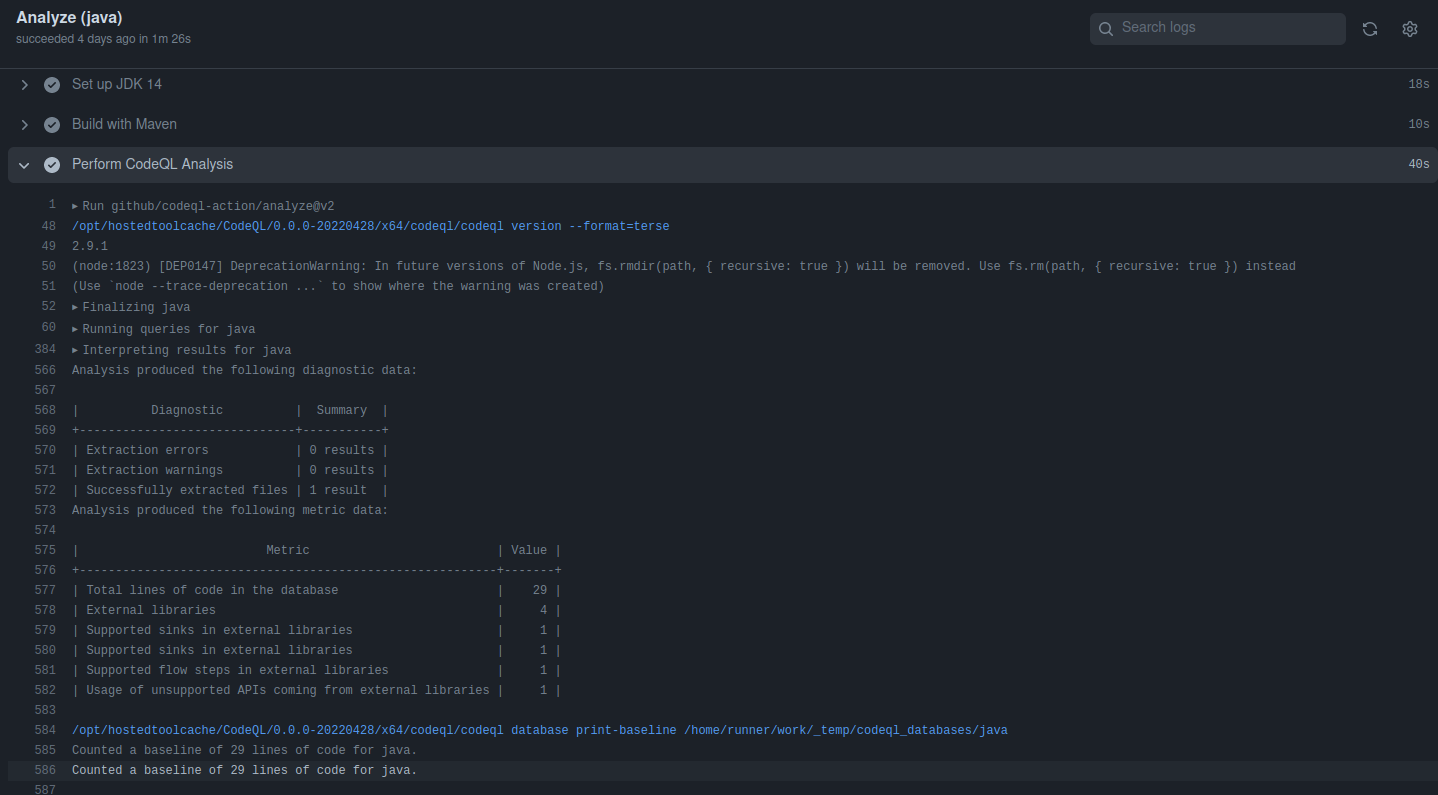 Analyze (java)
succeeded 4 days ago in 1m 26s
Search logs
Set up JDK 14 18s
Build with Maven 10s
Perform CodeQL Analysis 40s
1 ▸ Run github/codeql-action/analyze@v2
48 /opt/hostedtoolcache/CodeQL/0.0.0-20220428/x64/codeql/codeql version --format=terse
49 2.9.1
50 (node:1823) [DEP0147] DeprecationWarning: In future versions of Node.js, fs.rmdir(path, { recursive: true }) will be removed. Use fs.rm(path, { recursive: true }) instead
51 (Use `node --trace-deprecation ...` to show where the warning was created)
52 ▸ Finalizing java
60 ▸ Running queries for java
384 ▸ Interpreting results for java
566 Analysis produced the following diagnostic data:
567
568 |          Diagnostic          |  Summary  |
569 +------------------------------+-----------+
570 | Extraction errors            | 0 results |
571 | Extraction warnings          | 0 results |
572 | Successfully extracted files | 1 result  |
573 Analysis produced the following metric data:
574
575 |                          Metric                          | Value |
576 +----------------------------------------------------------+-------+
577 | Total lines of code in the database                      |    29 |
578 | External libraries                                       |     4 |
579 | Supported sinks in external libraries                    |     1 |
580 | Supported sinks in external libraries                    |     1 |
581 | Supported flow steps in external libraries               |     1 |
582 | Usage of unsupported APIs coming from external libraries |     1 |
583
584 /opt/hostedtoolcache/CodeQL/0.0.0-20220428/x64/codeql/codeql database print-baseline /home/runner/work/_temp/codeql_databases/java
585 Counted a baseline of 29 lines of code for java.
586 Counted a baseline of 29 lines of code for java.
587